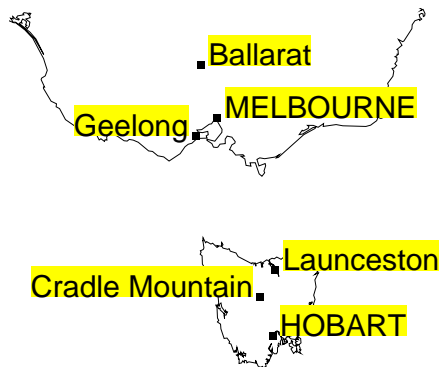 Ballarat
MELBOURNE
Geelong
Launceston
Cradle Mountain
HOBART